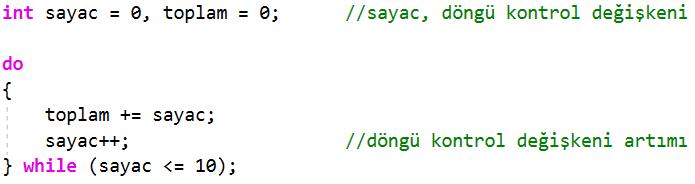 int sayac = 0, toplam = 0;      //sayac, döngü kontrol değişkeni
do
{
    toplam += sayac;
    sayac++;                    //döngü kontrol değişkeni artımı
} while (sayac <= 10);